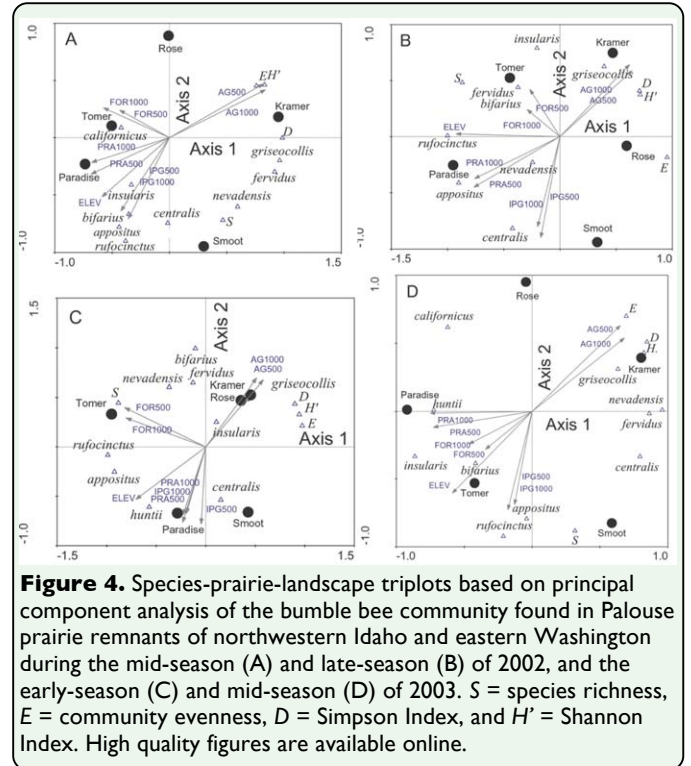 1.0
A
Rose
Axis 2
EH'
AG500
AG1000
Kramer
FOR1000
FOR500
Tomer
californicus
D
Axis 1
PRA1000
griseocollis
PRA500
Paradise
IPG500
IPG1000
fervidus
ELEV
insularis
nevadensis
bifarius
centralis
S
appositus
rufocinctus
Smoot
-1.0
-1.0
1.5
1.0
B
insularis
Kramer
Axis 2
Tomer
griseocollis
S
fervidus
AG1000
D
bifarius
AG500
H'
FOR500
FOR1000
ELEV
Axis 1
rufocinctus
Rose
PRA1000
nevadensis
E
Paradise
PRA500
appositus
IPG500
IPG1000
centralis
Smoot
-1.0
-1.5
1.0
1.5
C
Axis 2
bifarius
AG1000
fervidus
AG500
nevadensis
Kramer
griseocollis
S
Rose
Tomer
FOR500
H'
FOR1000
insularis
E
Axis 1
rufocinctus
appositus
PRA1000
centralis
IPG1000
ELEV
PRA500
IPG500
huntii
Paradise
Smoot
-1.0
-1.5
1.5
1.0
D
Rose
E
californicus
Axis 2
AG500
D
AG1000
H.
Kramer
griseocollis
Paradise
huntii
nevadensis
PRA1000
Axis 1
fervidus
PRA500
FOR1000
insularis
FOR500
centralis
bifarius
IPG500
ELEV
Tomer
IPG1000
appositus
rufocinctus
S
Smoot
-1.0
-1.0
1.0
Figure 4. Species-prairie-landscape triplots based on principal
component analysis of the bumble bee community found in Palouse
prairie remnants of northwestern Idaho and eastern Washington
during the mid-season (A) and late-season (B) of 2002, and the
early-season (C) and mid-season (D) of 2003. S = species richness,
E = community evenness, D = Simpson Index, and H' = Shannon
Index. High quality figures are available online.